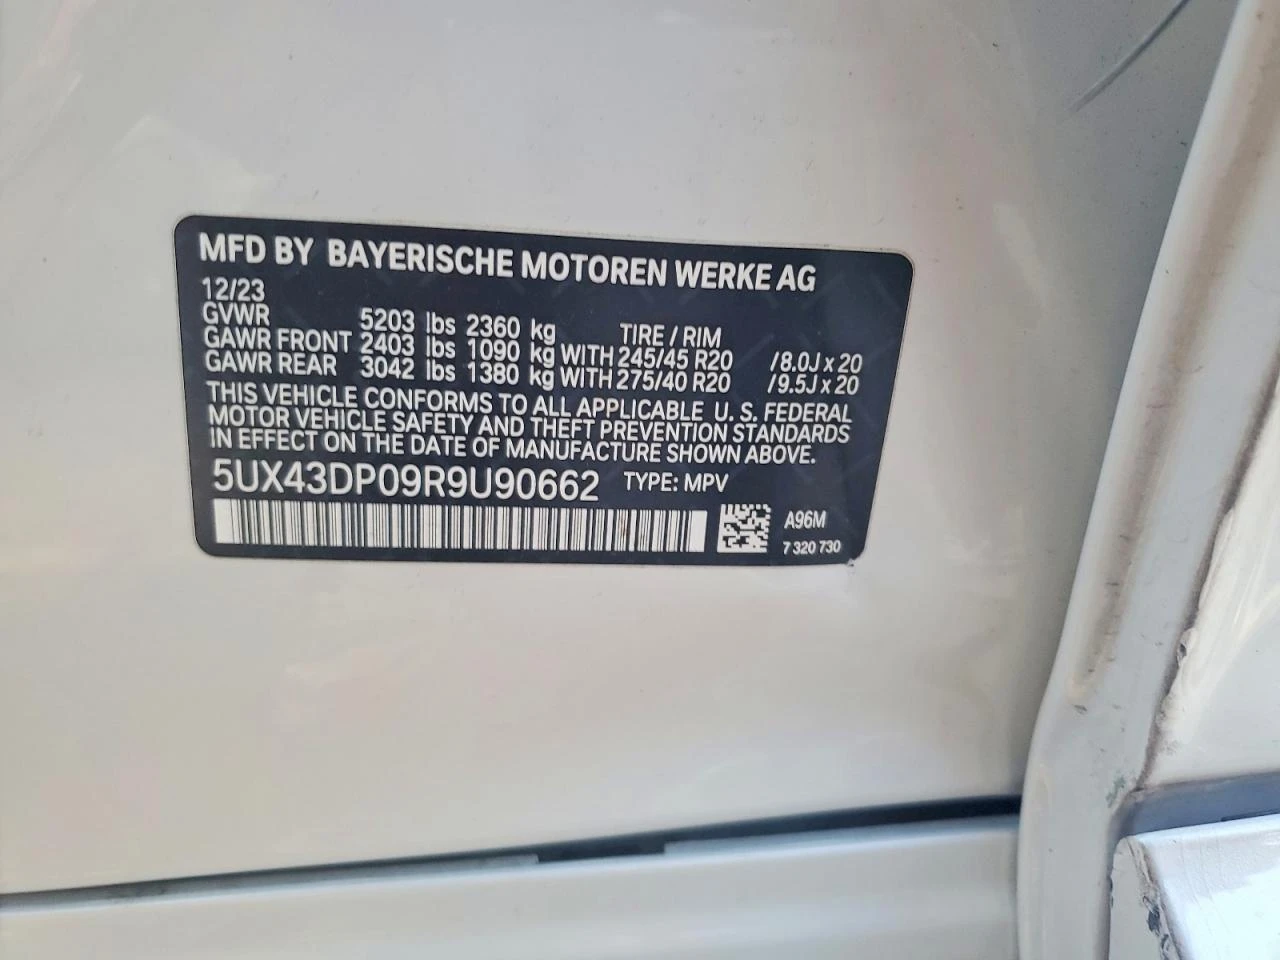 MFD BY BAYERISCHE MOTOREN WERKE AG
12/23
GVWR 5203 lbs 2360 kg TIRE / RIM
GAWR FRONT 2403 lbs 1090 kg WITH 245/45 R20 /8.0J x 20
GAWR REAR 3042 lbs 1380 kg WITH 275/40 R20 /9.5J x 20
THIS VEHICLE CONFORMS TO ALL APPLICABLE U. S. FEDERAL
MOTOR VEHICLE SAFETY AND THEFT PREVENTION STANDARDS
IN EFFECT ON THE DATE OF MANUFACTURE SHOWN ABOVE.
5UX43DP09R9U90662 TYPE: MPV
A96M
7 320 730